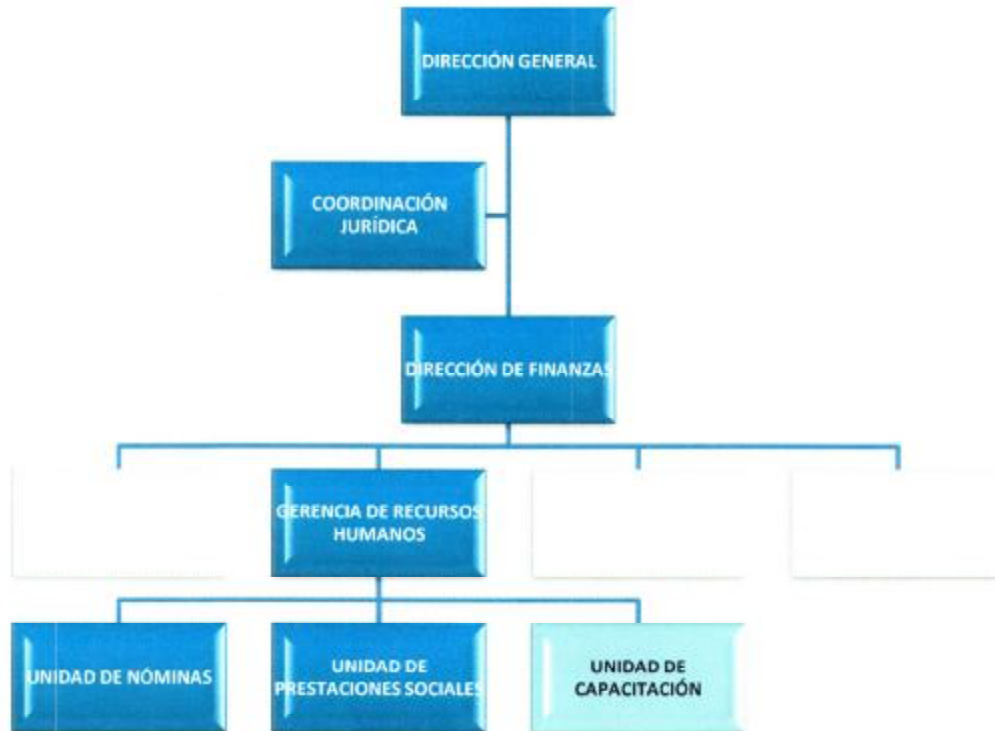 DIRECCIÓN GENERAL
COORDINACIÓN
JURÍDICA
DIRECCIÓN DE FINANZAS
GERENCIA DE RECURSOS
HUMANOS
UNIDAD DE NÓMINAS
UNIDAD DE
PRESTACIONES SOCIALES
UNIDAD DE
CAPACITACIÓN